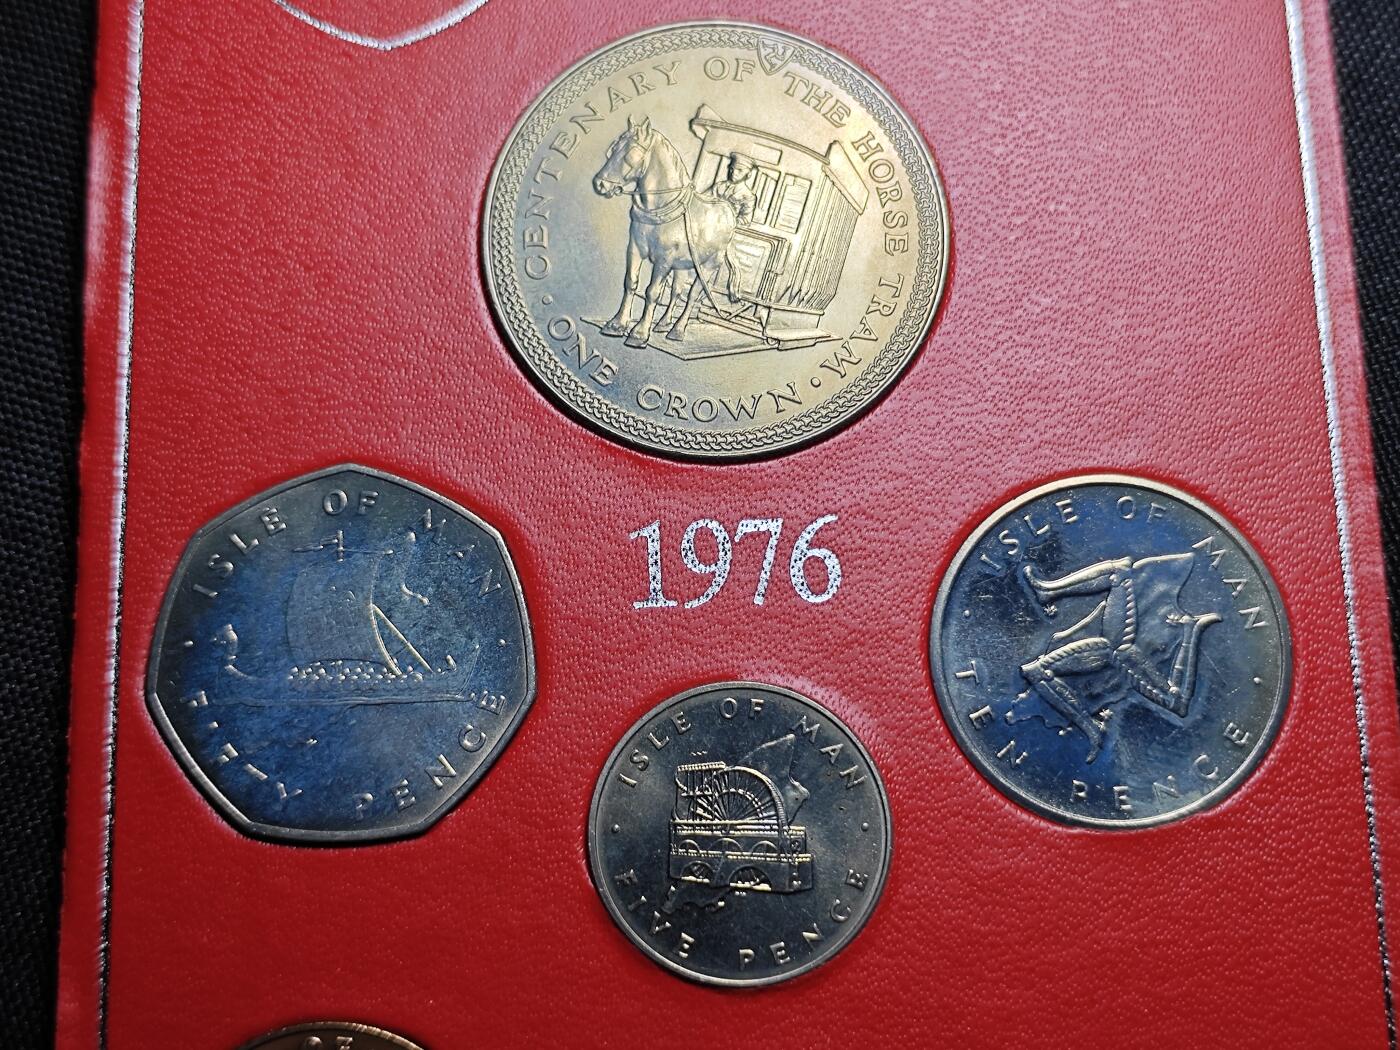 CENTENARY OF THE HORSE TRAM
· ONE CROWN ·
1976
ISLE OF MAN
· FIFTY PENCE ·
ISLE OF MAN
· TEN PENCE ·
ISLE OF MAN
· FIVE PENCE ·
OF